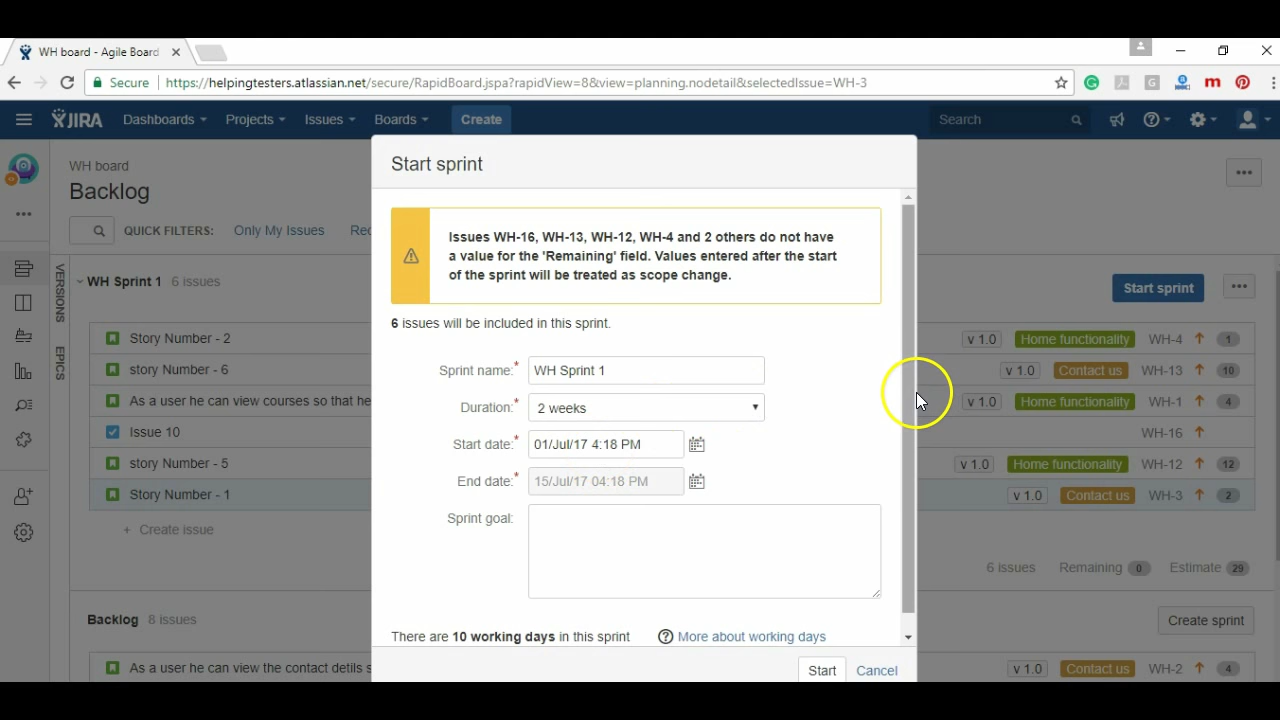 WH board - Agile Board
Secure https://helpingtesters.atlassian.net/secure/RapidBoard.jspa?rapidView=8&view=planning.nodetail&selectedIssue=WH-3
JIRA Dashboards Projects Issues Boards Create Search
WH board
Backlog
QUICK FILTERS: Only My Issues Rec
VERSIONS
EPICS
WH Sprint 1 6 issues
Start sprint
Story Number - 2 v 1.0 Home functionality WH-4 1
story Number - 6 v 1.0 Contact us WH-13 10
As a user he can view courses so that he v 1.0 Home functionality WH-1 4
Issue 10 WH-16
story Number - 5 v 1.0 Home functionality WH-12 12
Story Number - 1 v 1.0 Contact us WH-3 2
+ Create issue
6 issues Remaining 0 Estimate 29
Backlog 8 issues
Create sprint
As a user he can view the contact detils s v 1.0 Contact us WH-2 4
Start sprint
Issues WH-16, WH-13, WH-12, WH-4 and 2 others do not have
a value for the 'Remaining' field. Values entered after the start
of the sprint will be treated as scope change.
6 issues will be included in this sprint.
Sprint name:* WH Sprint 1
Duration:* 2 weeks
Start date:* 01/Jul/17 4:18 PM
End date:* 15/Jul/17 04:18 PM
Sprint goal:
There are 10 working days in this sprint More about working days
Start Cancel